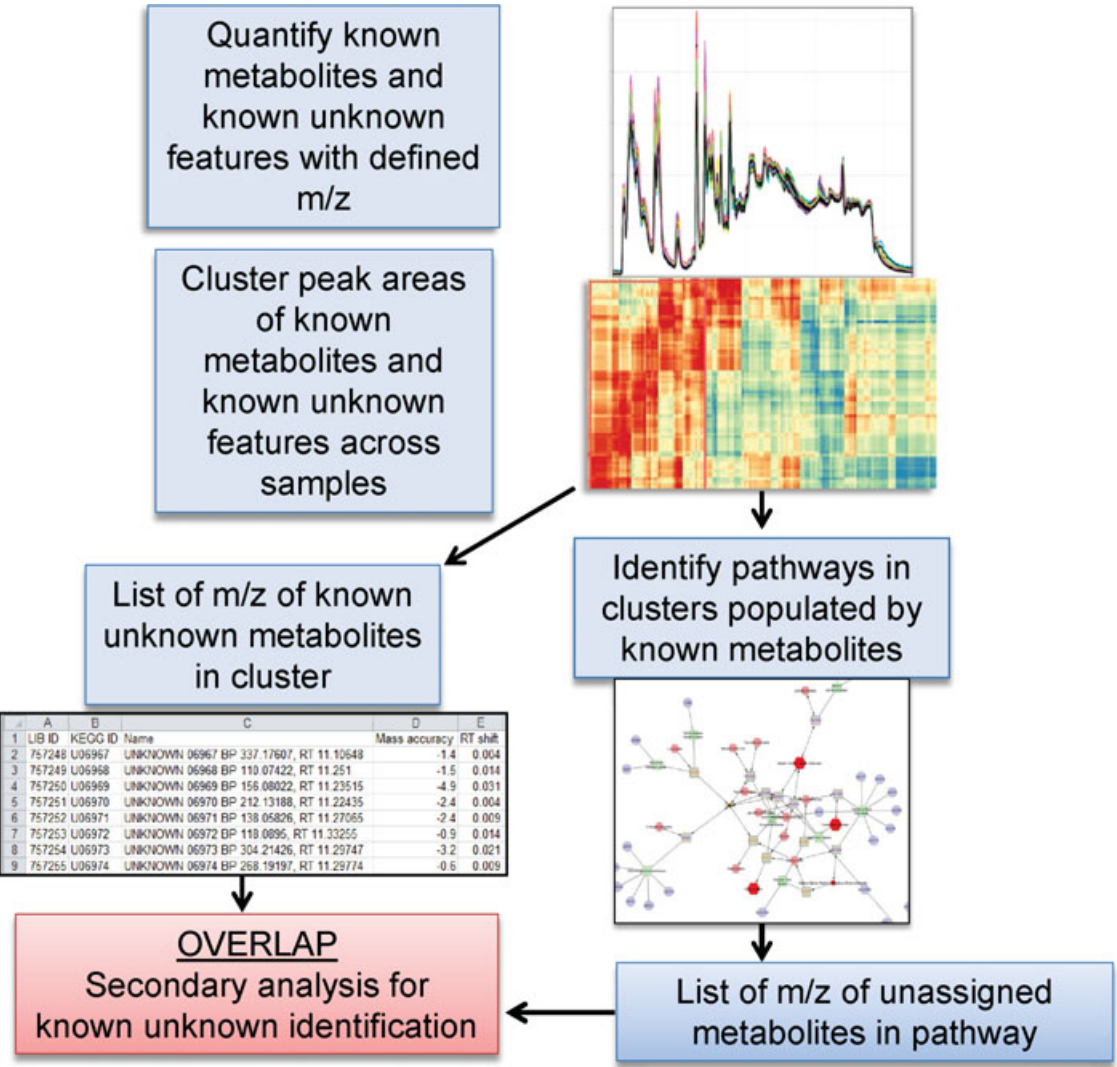 Quantify known
metabolites and
known unknown
features with defined
m/z
Cluster peak areas
of known
metabolites and
known unknown
features across
samples
List of m/z of known
unknown metabolites
in cluster
Identify pathways in
clusters populated by
known metabolites
A B C D E
1 LIB ID KEGG ID Name Mass accuracy RT shift
2 757248 U06967 UNKNOWN 06967 BP 337.17607, RT 11.10648 -1.4 0.004
3 757249 U06968 UNKNOWN 06968 BP 110.07422, RT 11.251 -1.5 0.014
4 757250 U06969 UNKNOWN 06969 BP 156.08022, RT 11.23515 -4.9 0.031
5 757251 U06970 UNKNOWN 06970 BP 212.13188, RT 11.22435 -2.4 0.004
6 757252 U06971 UNKNOWN 06971 BP 138.05826, RT 11.27065 -2.4 0.009
7 757253 U06972 UNKNOWN 06972 BP 118.0895, RT 11.33255 -0.9 0.014
8 757254 U06973 UNKNOWN 06973 BP 304.21426, RT 11.29747 -3.2 0.021
9 757255 U06974 UNKNOWN 06974 BP 268.19197, RT 11.29774 -0.6 0.009
OVERLAP
Secondary analysis for
known unknown identification
List of m/z of unassigned
metabolites in pathway